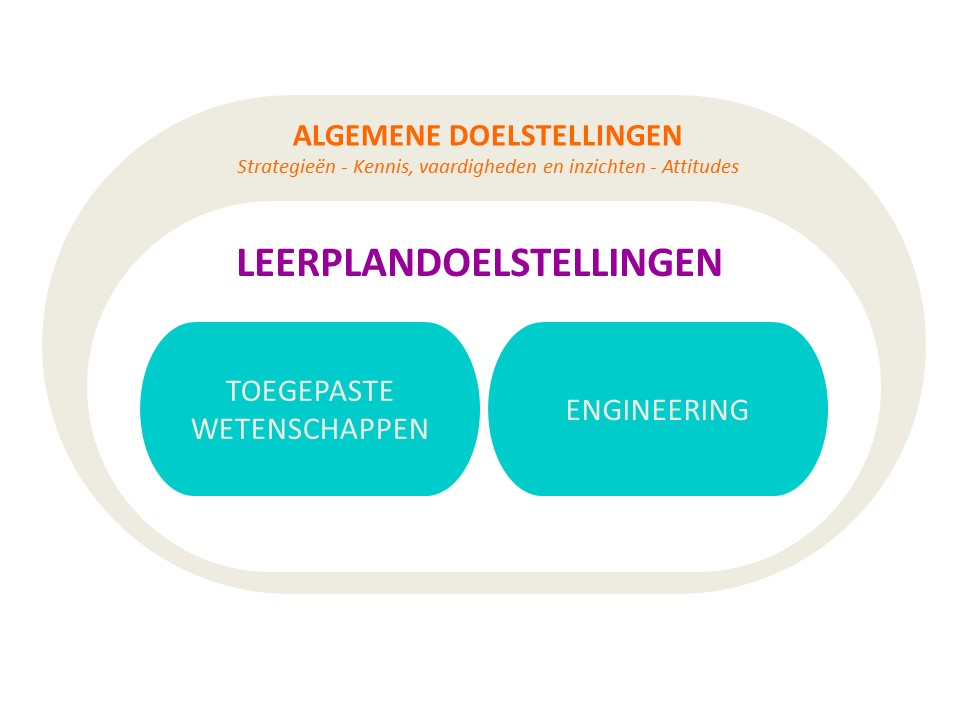 ALGEMENE DOELSTELLINGEN
Strategieën - Kennis, vaardigheden en inzichten - Attitudes
LEERPLANDOELSTELLINGEN
TOEGEPASTE
WETENSCHAPPEN
ENGINEERING